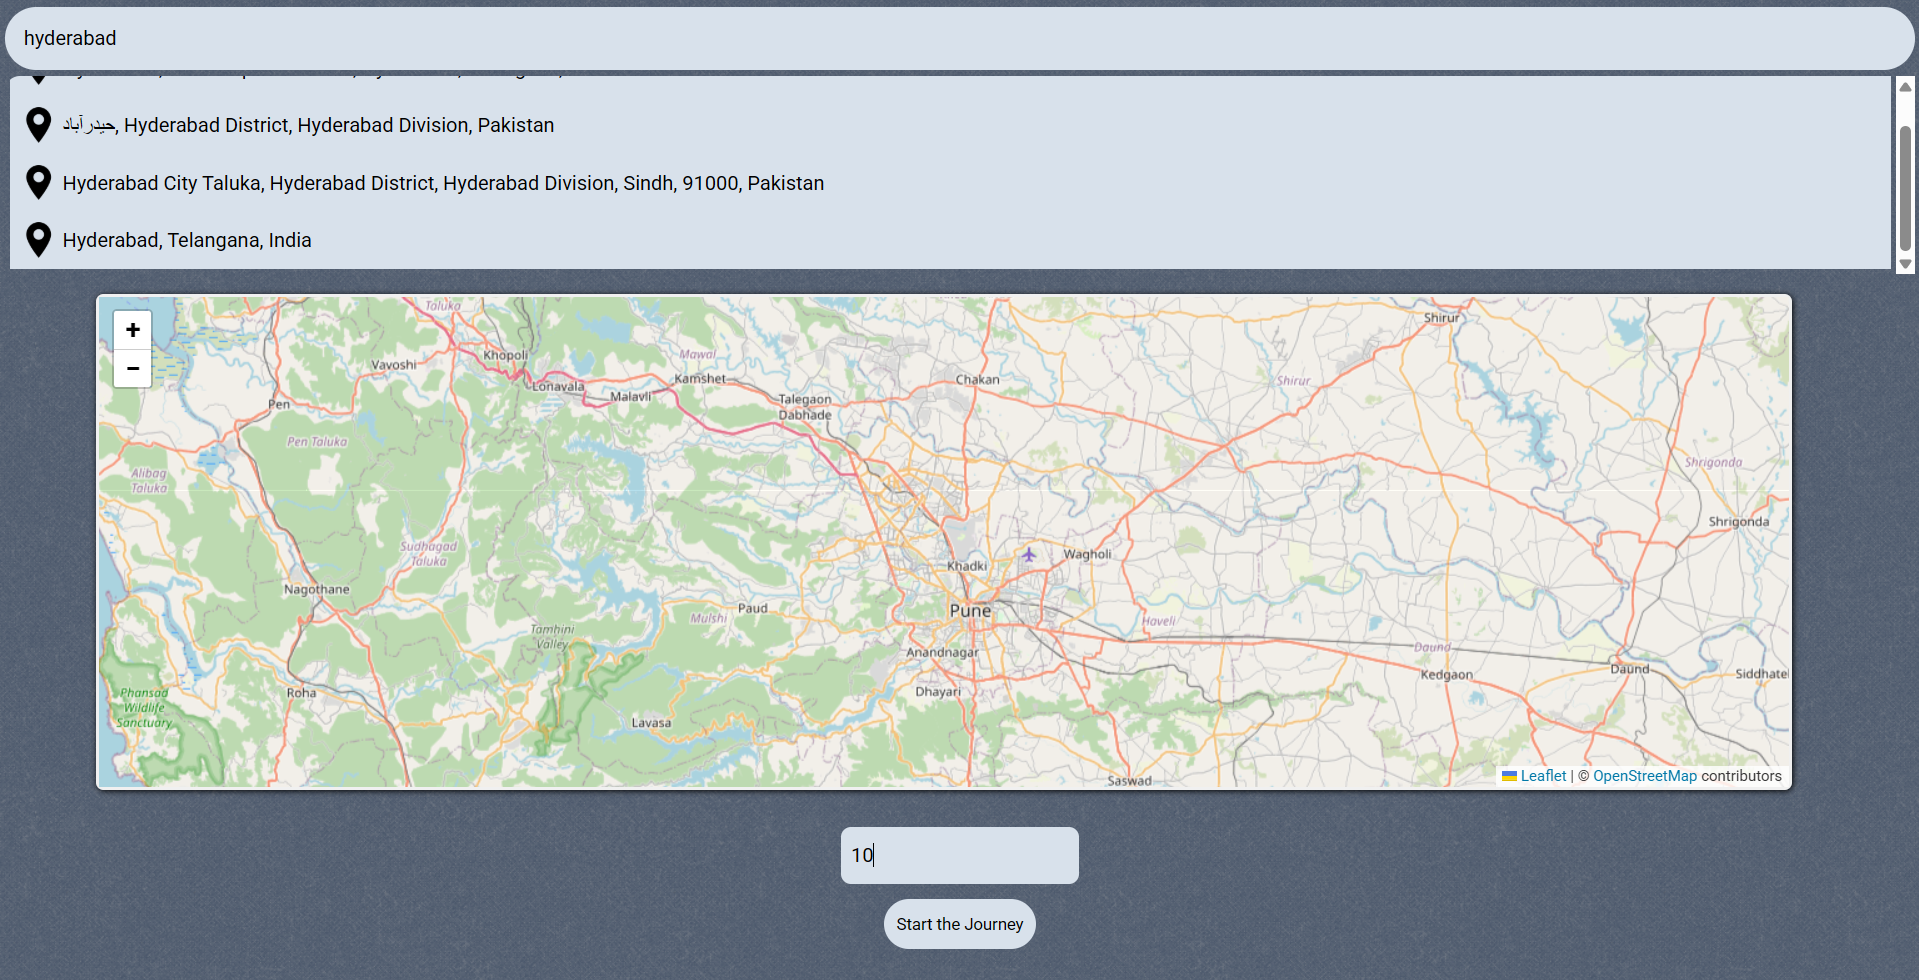 hyderabad
حيدرآباد, Hyderabad District, Hyderabad Division, Pakistan
Hyderabad City Taluka, Hyderabad District, Hyderabad Division, Sindh, 91000, Pakistan
Hyderabad, Telangana, India
+
−
Taluka
Shirur
Khopoli
Mawal
Vavoshi
Lonavala
Kamshet
Chakan
Shirur
Malavli
Pen
Talegaon
Dabhade
Pen Taluka
Shrigonda
Alibag
Taluka
Shrigonda
Sudhagad
Taluka
Wagholi
Khadki
Nagothane
Paud
Pune
Mulshi
Haveli
Tamhini
Valley
Anandnagar
Daund
Daund
Kedgaon
Siddhatel
Roha
Dhayari
Phansad
Wildlife
Sanctuary
Lavasa
Saswad
Leaflet | © OpenStreetMap contributors
10
Start the Journey